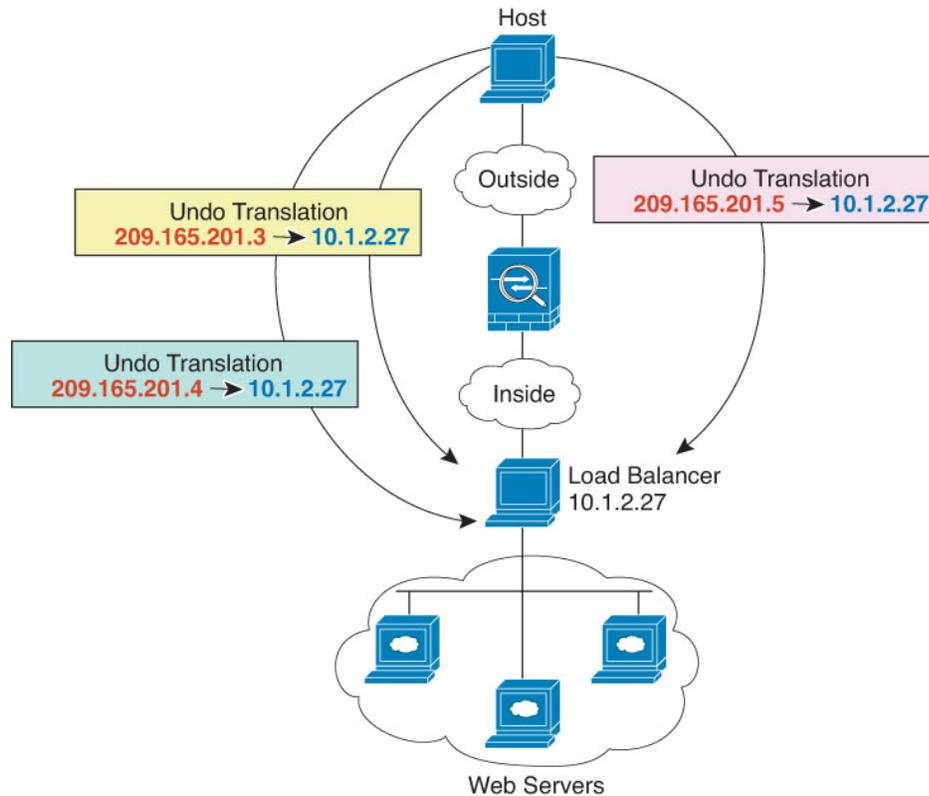 Host
Outside
Undo Translation
209.165.201.5 → 10.1.2.27
Undo Translation
209.165.201.3 → 10.1.2.27
Undo Translation
209.165.201.4 → 10.1.2.27
Inside
Load Balancer
10.1.2.27
Web Servers